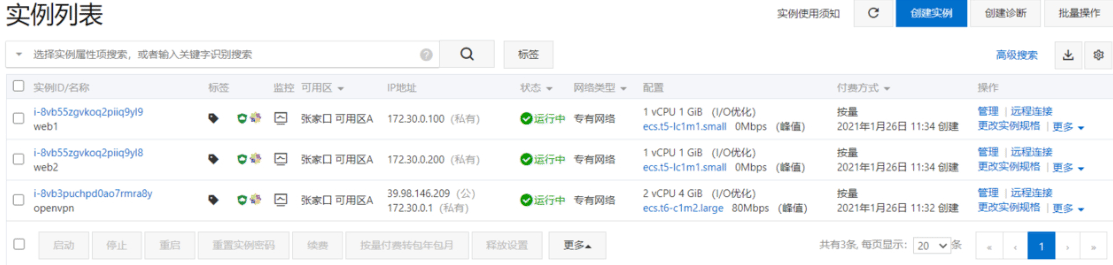 实例列表
实例使用须知 创建实例 创建诊断 批量操作
选择实例属性项搜索，或者输入关键字识别搜索 标签 高级搜索
实例ID/名称 标签 监控 可用区 IP地址 状态 网络类型 配置 付费方式 操作
i-8vb55zgvkoq2piiq9yl9 1 vCPU 1 GiB (I/O优化) 按量 管理 | 远程连接
web1 张家口 可用区A 172.30.0.100 (私有) 运行中 专有网络 ecs.t5-lc1m1.small 0Mbps (峰值) 2021年1月26日 11:34 创建 更改实例规格 | 更多
i-8vb55zgvkoq2piiq9yl8 1 vCPU 1 GiB (I/O优化) 按量 管理 | 远程连接
web2 张家口 可用区A 172.30.0.200 (私有) 运行中 专有网络 ecs.t5-lc1m1.small 0Mbps (峰值) 2021年1月26日 11:34 创建 更改实例规格 | 更多
i-8vb3puchpd0ao7rmra8y 39.98.146.209 (公) 2 vCPU 4 GiB (I/O优化) 按量 管理 | 远程连接
openvpn 张家口 可用区A 172.30.0.1 (私有) 运行中 专有网络 ecs.t6-c1m2.large 80Mbps (峰值) 2021年1月26日 11:32 创建 更改实例规格 | 更多
启动 停止 重启 重置实例密码 续费 按量付费转包年包月 释放设置 更多 共有3条, 每页显示: 20 条 « ‹ 1 › »